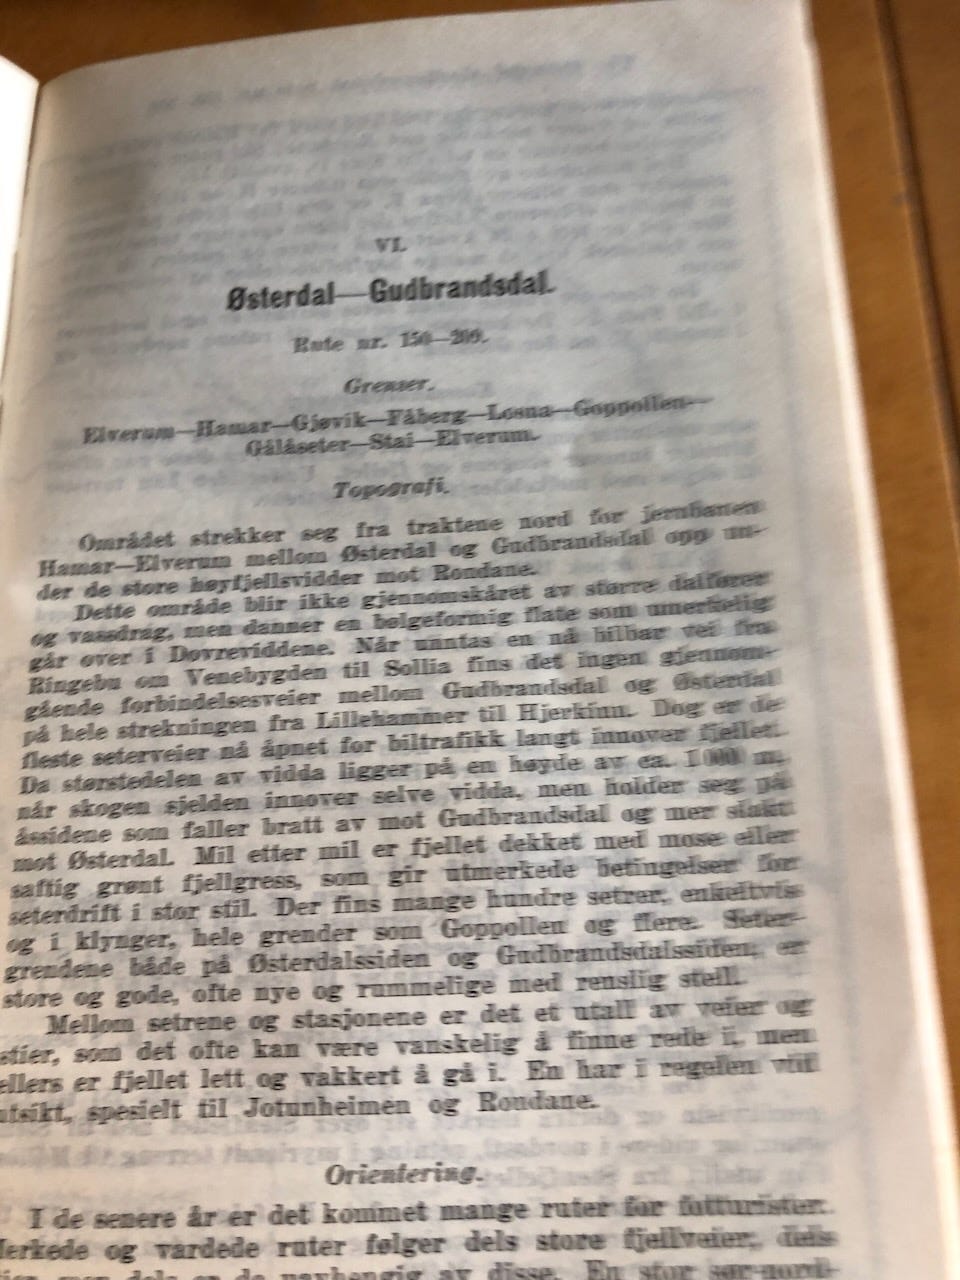 VI.
Østerdal—Gudbrandsdal.
Rute nr. 150—200.
Grenser.
Elverum—Hamar—Gjøvik—Fåberg—Losna—Goppollen—
Gålåseter—Stai—Elverum.
Topografi.
Området strekker seg fra traktene nord for jernbanen
Hamar—Elverum mellom Østerdal og Gudbrandsdal opp un-
der de store høyfjellsvidder mot Rondane.
Dette område blir ikke gjennomskåret av større dalfører
og vassdrag, men danner en bølgeformig flate som umerkelig
går over i Dovreviddene. Når unntas en nå bilbar vei fra
Ringebu om Venebygden til Sollia fins det ingen gjennom-
gående forbindelsesveier mellom Gudbrandsdal og Østerdal
på hele strekningen fra Lillehammer til Hjerkinn. Dog er de
fleste seterveier nå åpnet for biltrafikk langt innover fjellet.
Da størstedelen av vidda ligger på en høyde av ca. 1000 m,
når skogen sjelden innover selve vidda, men holder seg på
åssidene som faller bratt av mot Gudbrandsdal og mer slakt
mot Østerdal. Mil etter mil er fjellet dekket med mose eller
saftig grønt fjellgress, som gir utmerkede betingelser for
seterdrift i stor stil. Der fins mange hundre setrer, enkeltvis
og i klynger, hele grender som Goppollen og flere. Seter-
grendene både på Østerdalssiden og Gudbrandsdalssiden, er
store og gode, ofte nye og rummelige med renslig stell.
Mellom setrene og stasjonene er det et utall av veier og
stier, som det ofte kan være vanskelig å finne rede i, men
ellers er fjellet lett og vakkert å gå i. En har i regelen vid
utsikt, spesielt til Jotunheimen og Rondane.
Orientering.
I de senere år er det kommet mange ruter for fotturister.
Merkede og vardede ruter følger dels store fjellveier, dels
men dels er de uavhengig av disse. En stor sør-nord-